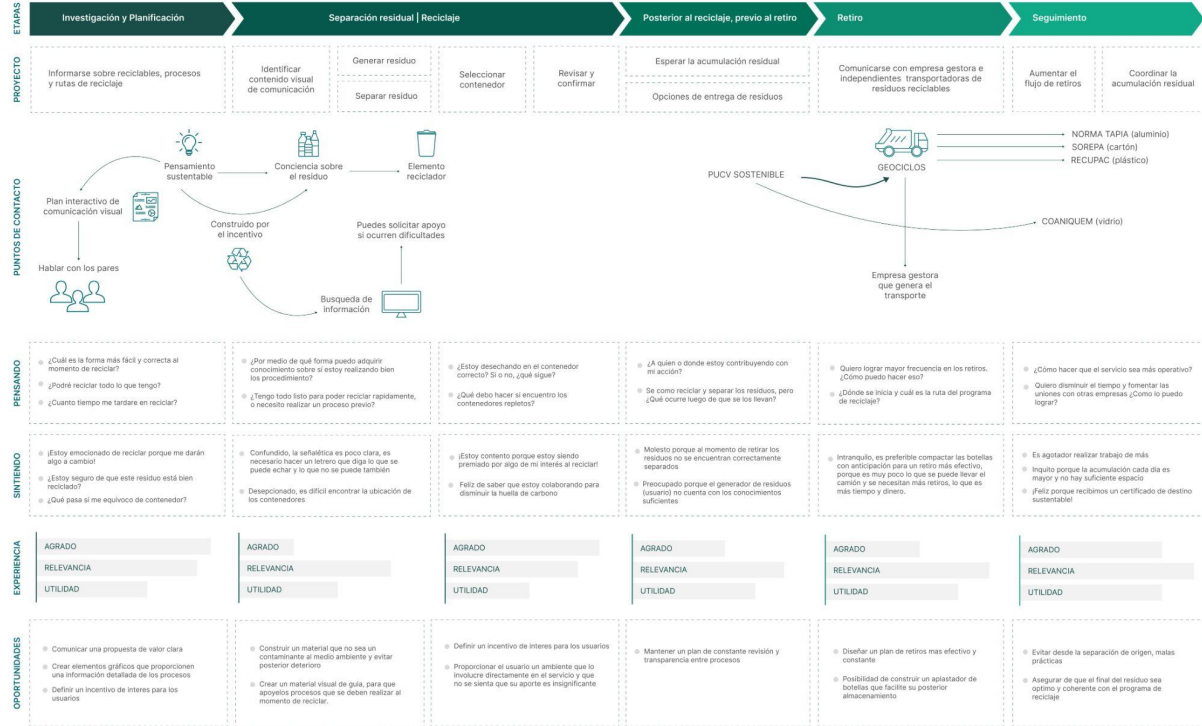 ETAPAS
Investigación y Planificación
Separación residual | Reciclaje
Posterior al reciclaje, previo al retiro
Retiro
Seguimiento
PROYECTO
Informarse sobre reciclables, procesos
y rutas de reciclaje
Identificar
contenido visual
de comunicación
Generar residuo
Separar residuo
Seleccionar
contenedor
Revisar y
confirmar
Esperar la acumulación residual
Opciones de entrega de residuos
Comunicarse con empresa gestora e
independientes transportadoras de
residuos reciclables
Aumentar el
flujo de retiros
Coordinar la
acumulación residual
PUNTOS DE CONTACTO
Pensamiento
sustentable
Conciencia sobre
el residuo
Elemento
reciclador
Plan interactivo de
comunicación visual
Construido por
el incentivo
Puedes solicitar apoyo
si ocurren dificultades
Hablar con los pares
Busqueda de
información
PUCV SOSTENIBLE
GEOCICLOS
NORMA TAPIA (aluminio)
SOREPA (cartón)
RECUPAC (plástico)
COANIQUEM (vidrio)
Empresa gestora
que genera el
transporte
PENSANDO
¿Cuál es la forma más fácil y correcta al
momento de reciclar?
¿Podré reciclar todo lo que tengo?
¿Cuanto tiempo me tardare en reciclar?
¿Por medio de qué forma puedo adquirir
conocimiento sobre si estoy realizando bien
los procedimiento?
¿Tengo todo listo para poder reciclar rapidamente,
o necesito realizar un proceso previo?
¿Estoy desechando en el contenedor
correcto? Si o no, ¿qué sigue?
¿Qué debo hacer si encuentro los
contenedores repletos?
¿A quien o donde estoy contribuyendo con
mi acción?
Se como reciclar y separar los residuos, pero
¿Qué ocurre luego de que se los llevan?
Quiero lograr mayor frecuencia en los retiros.
¿Cómo puedo hacer eso?
¿Dónde se inicia y cuál es la ruta del programa
de reciclaje?
¿Cómo hacer que el servicio sea más operativo?
Quiero disminuir el tiempo y fomentar las
uniones con otras empresas ¿Como lo puedo
lograr?
SINTIENDO
¡Estoy emocionado de reciclar porque me darán
algo a cambio!
¿Estoy seguro de que este residuo está bien
reciclado?
¿Qué pasa si me equivoco de contenedor?
Confundido, la señalética es poco clara, es
necesario hacer un letrero que diga lo que se
puede echar y lo que no se puede también
Desepcionado, es difícil encontrar la ubicación de
los contenedores
¡Estoy contento porque estoy siendo
premiado por algo de mi interés al reciclar!
Feliz de saber que estoy colaborando para
disminuir la huella de carbono
Molesto porque al momento de retirar los
residuos no se encuentran correctamente
separados
Preocupado porque el generador de residuos
(usuario) no cuenta con los conocimientos
suficientes
Intranquilo, es preferible compactar las botellas
con anticipación para un retiro más efectivo,
porque es muy poco lo que se puede llevar el
camión y se necesitan más retiros, lo que es
más tiempo y dinero.
Es agotador realizar trabajo de más
Inquito porque la acumulación cada día es
mayor y no hay suficiente espacio
¡Feliz porque recibimos un certificado de destino
sustentable!
EXPERIENCIA
AGRADO
RELEVANCIA
UTILIDAD
AGRADO
RELEVANCIA
UTILIDAD
AGRADO
RELEVANCIA
UTILIDAD
AGRADO
RELEVANCIA
UTILIDAD
AGRADO
RELEVANCIA
UTILIDAD
AGRADO
RELEVANCIA
UTILIDAD
OPORTUNIDADES
Comunicar una propuesta de valor clara
Crear elementos gráficos que proporcionen
una información detallada de los procesos
Definir un incentivo de interes para los
usuarios
Construir un material que no sea un
contaminante al medio ambiente y evitar
posterior deterioro
Crear un material visual de guia, para que
apoyelos procesos que se deben realizar al
momento de reciclar.
Definir un incentivo de interes para los usuarios
Proporcionar el usuario un ambiente que lo
involucre directamente en el servicio y que
no se sienta que su aporte es insignificante
Mantener un plan de constante revisión y
transparencia entre procesos
Diseñar un plan de retiros mas efectivo y
constante
Posibilidad de construir un aplastador de
botellas que facilite su posterior
almacenamiento
Evitar desde la separación de origen, malas
prácticas
Asegurar de que el final del residuo sea
optimo y coherente con el programa de
reciclaje